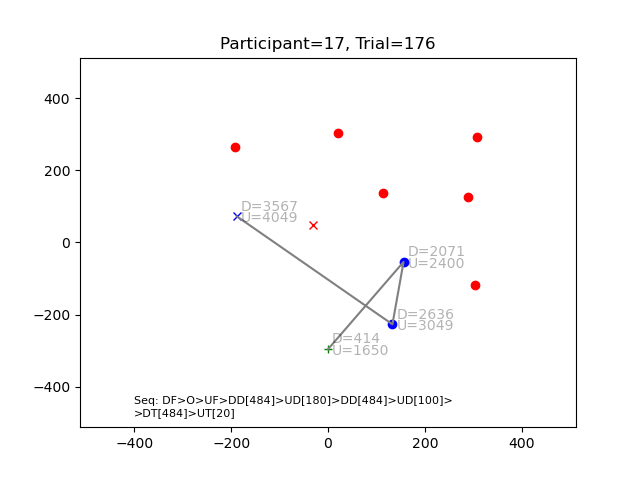 Participant=17, Trial=176
400
200
0
−200
−400
−400
−200
0
200
400
D=3567
U=4049
D=2071
U=2400
D=2636
U=3049
D=414
U=1650
Seq: DF>O>UF>DD[484]>UD[180]>DD[484]>UD[100]>
>DT[484]>UT[20]